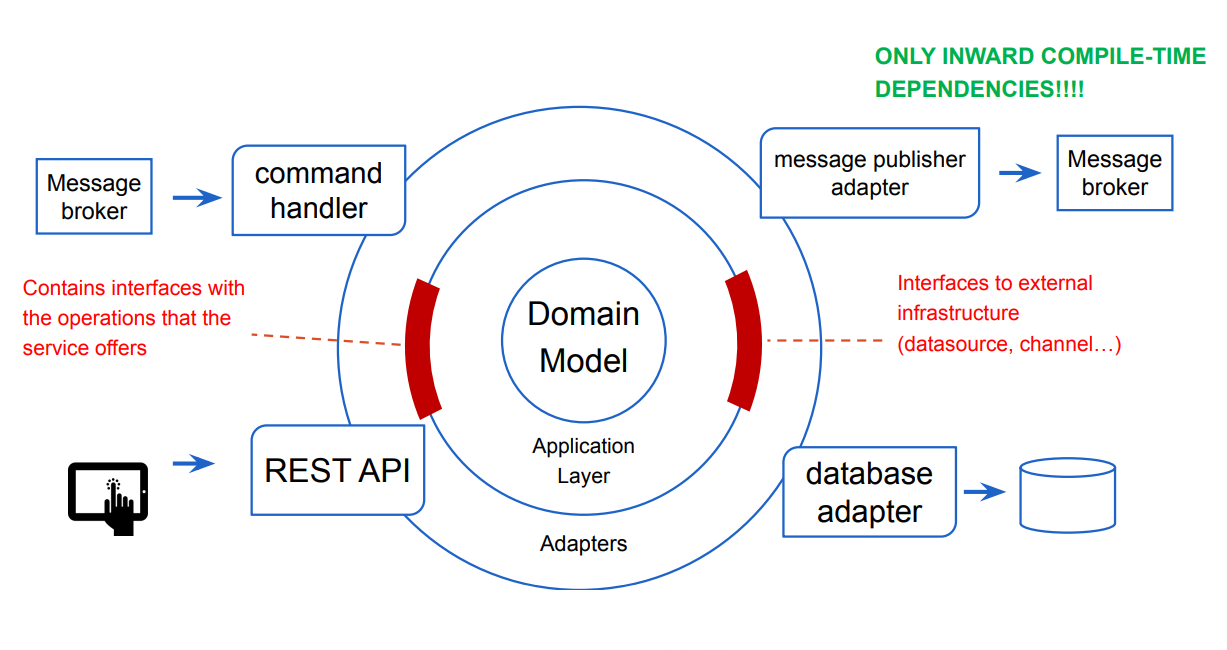 ONLY INWARD COMPILE-TIME
DEPENDENCIES!!!!
Message
broker
command
handler
message publisher
adapter
Message
broker
Contains interfaces with
the operations that the
service offers
Domain
Model
Interfaces to external
infrastructure
(datasource, channel…)
REST API
Application
Layer
database
adapter
Adapters